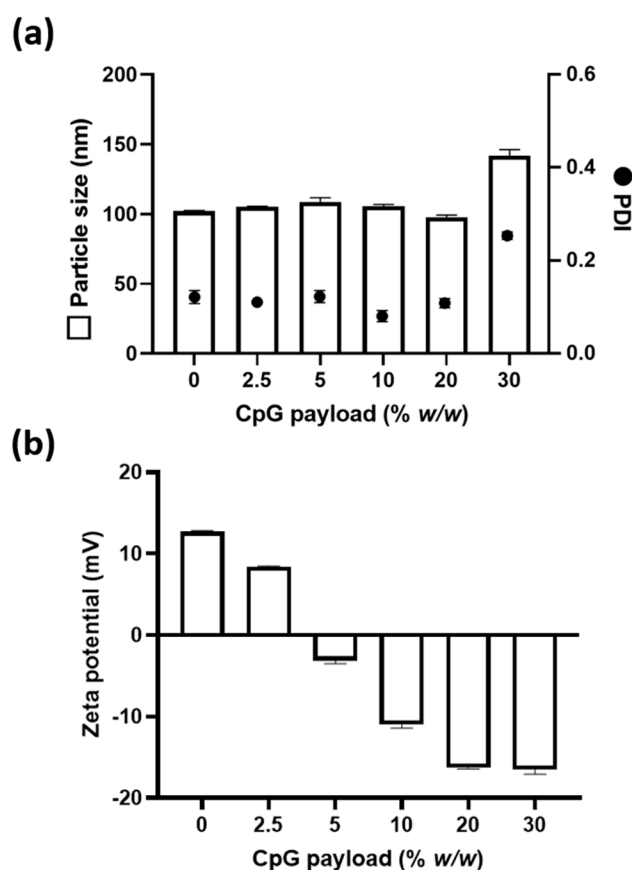 (a)
Particle size (nm)
200
150
100
50
0
0.6
0.4
0.2
0.0
PDI
0 2.5 5 10 20 30
CpG payload (% w/w)
(b)
Zeta potential (mV)
20
10
0
-10
-20
0 2.5 5 10 20 30
CpG payload (% w/w)